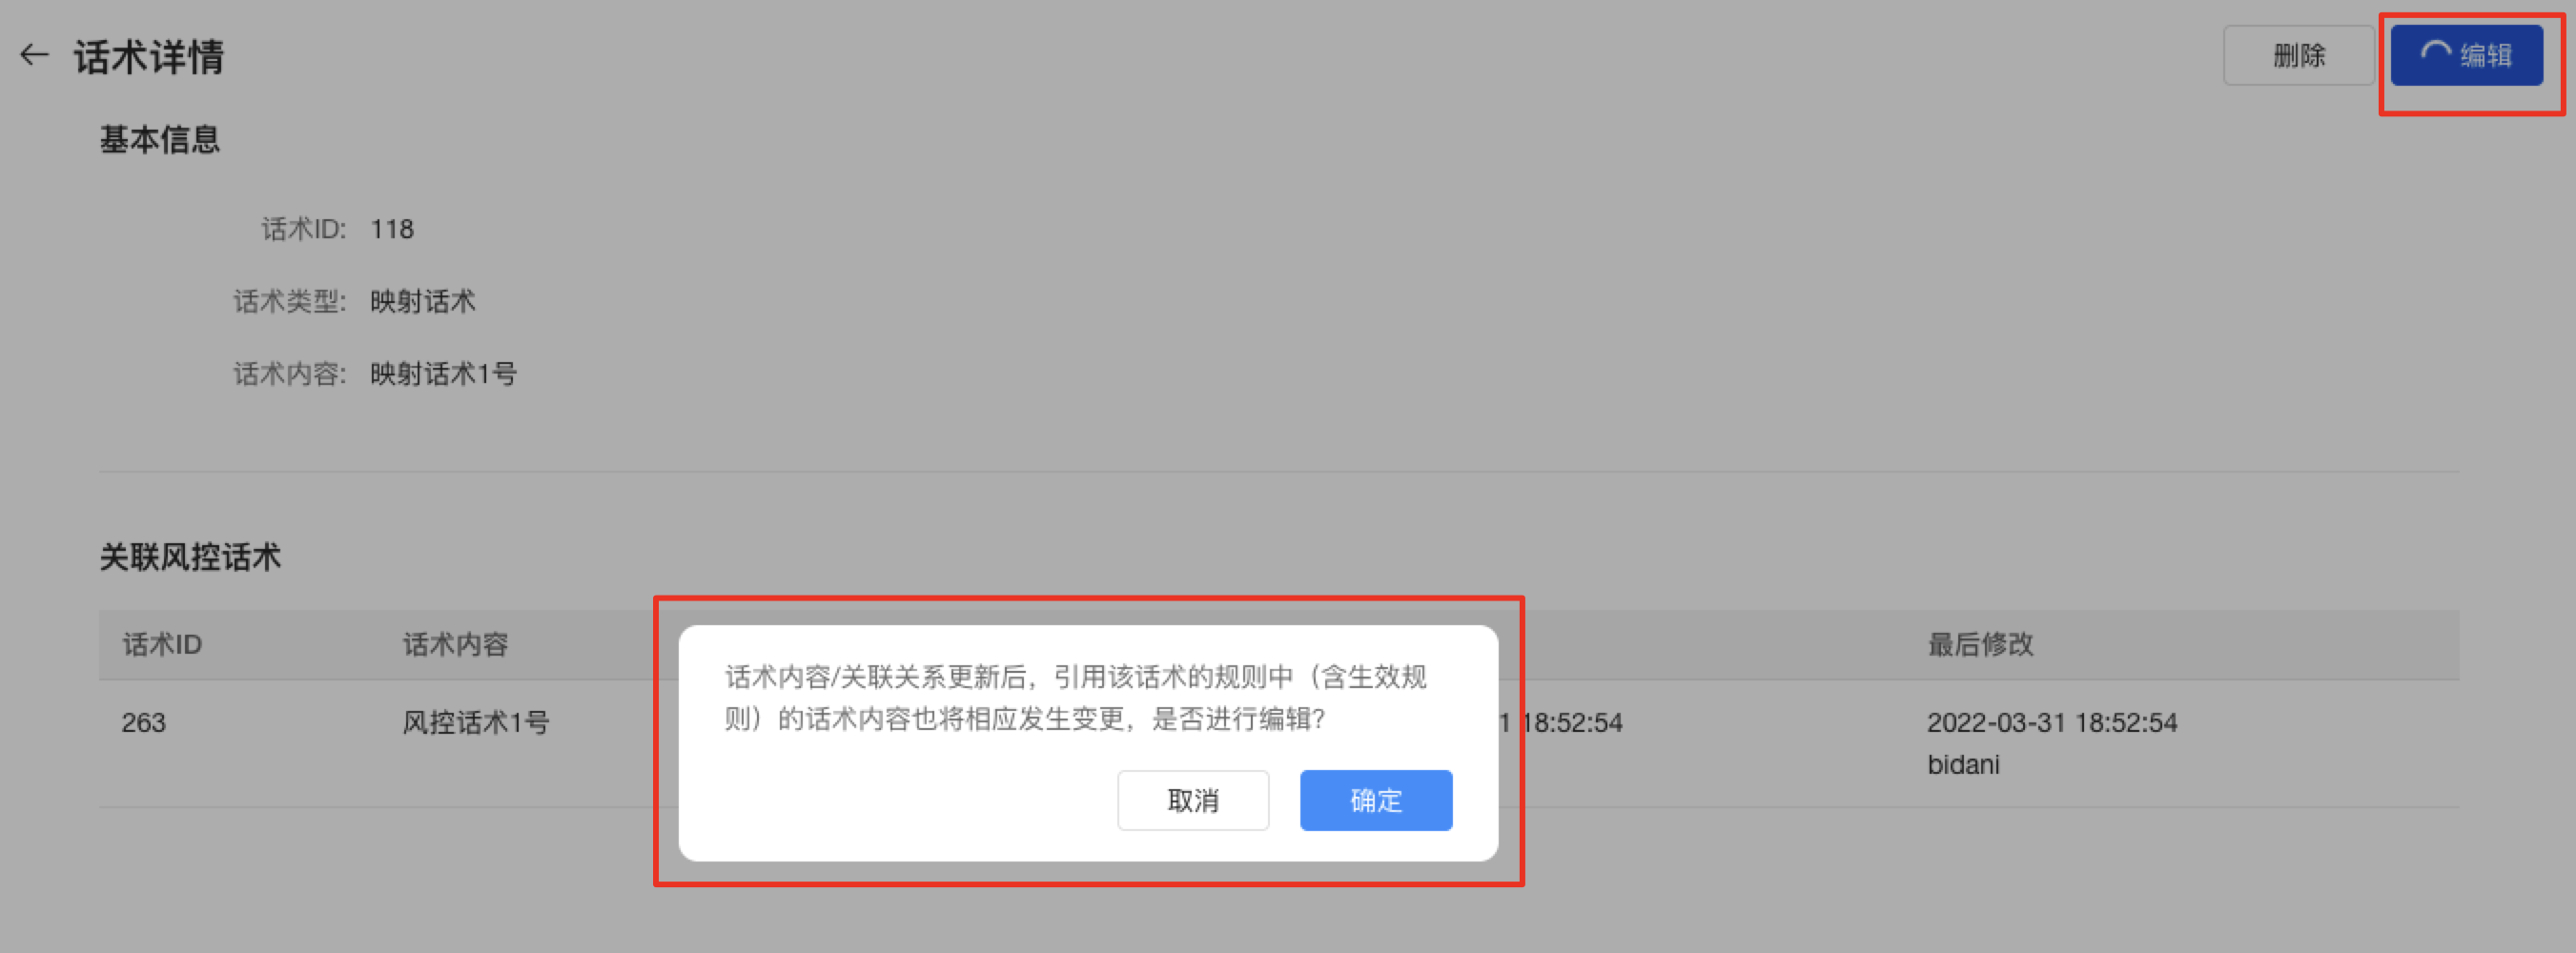 话术详情
删除
编辑
基本信息
话术ID: 118
话术类型: 映射话术
话术内容: 映射话术1号
关联风控话术
话术ID 话术内容 最后修改
263 风控话术1号 1 18:52:54 2022-03-31 18:52:54
bidani
话术内容/关联关系更新后，引用该话术的规则中（含生效规
则）的话术内容也将相应发生变更，是否进行编辑?
取消 确定